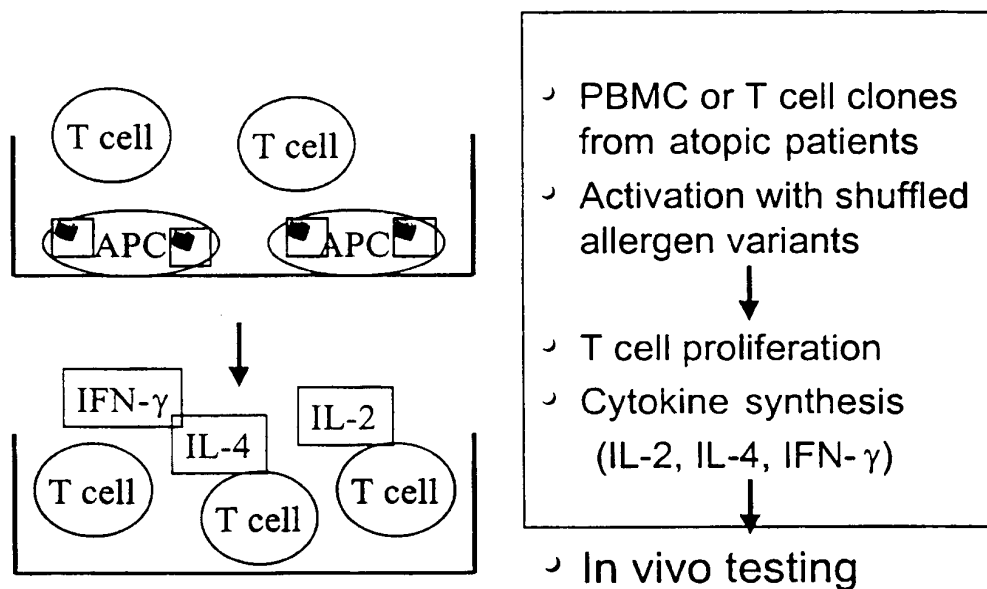 T cell
T cell
APC
APC
IFN-γ
IL-4
IL-2
T cell
T cell
T cell
PBMC or T cell clones
from atopic patients
Activation with shuffled
allergen variants
T cell proliferation
Cytokine synthesis
(IL-2, IL-4, IFN- γ)
In vivo testing